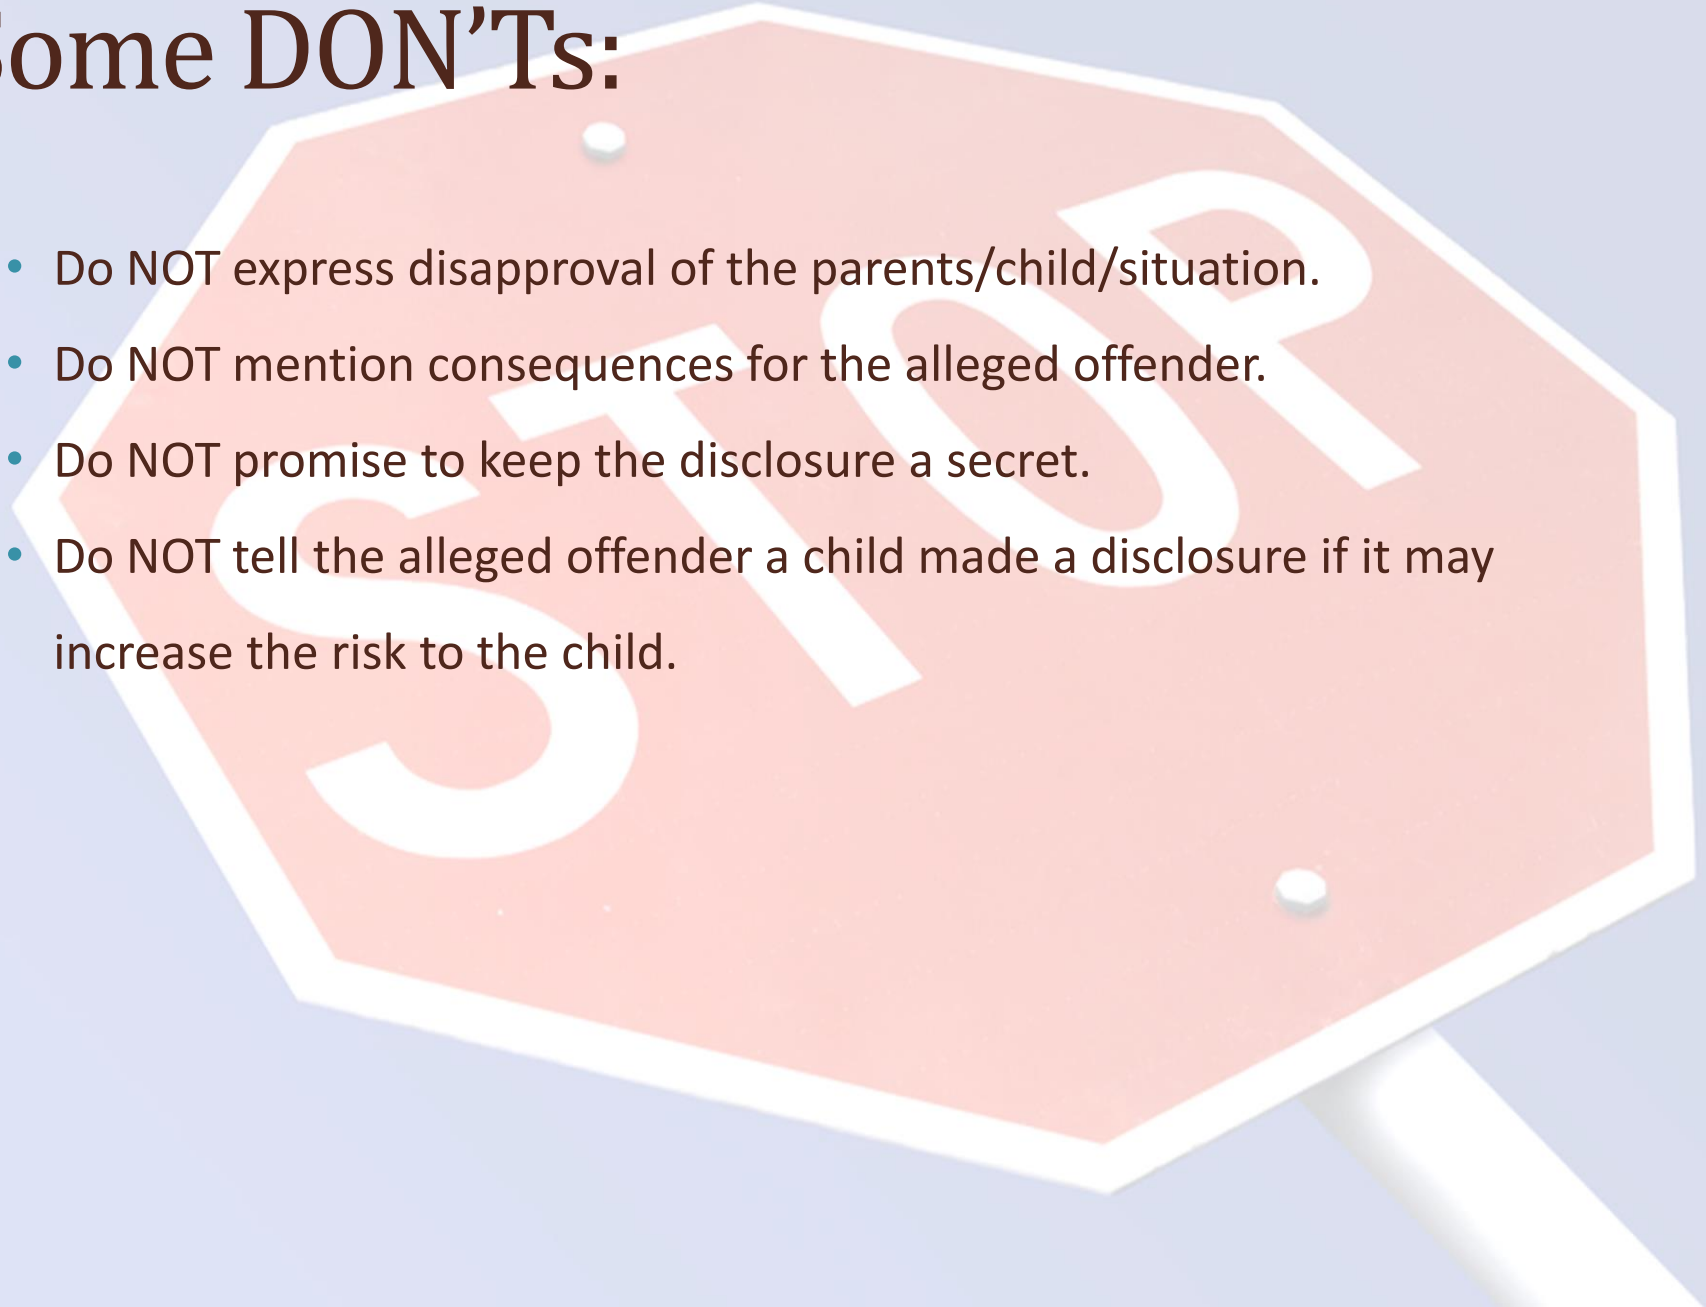 Some DON’Ts:
• Do NOT express disapproval of the parents/child/situation.
• Do NOT mention consequences for the alleged offender.
• Do NOT promise to keep the disclosure a secret.
• Do NOT tell the alleged offender a child made a disclosure if it may
increase the risk to the child.
STOP